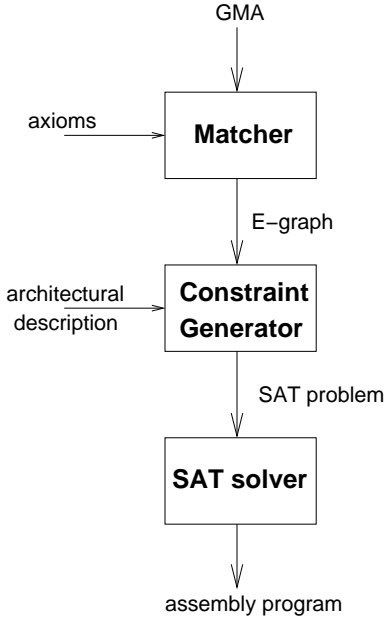 GMA
axioms
Matcher
E−graph
architectural
description
Constraint
Generator
SAT problem
SAT solver
assembly program